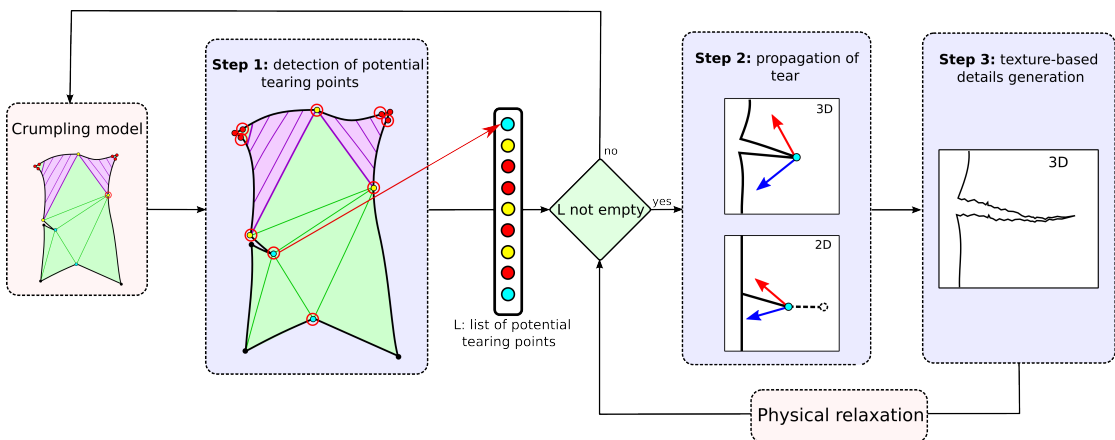 Crumpling model
Step 1: detection of potential
tearing points
L: list of potential
tearing points
L not empty
no
yes
Step 2: propagation of
tear
3D
2D
Step 3: texture-based
details generation
3D
Physical relaxation